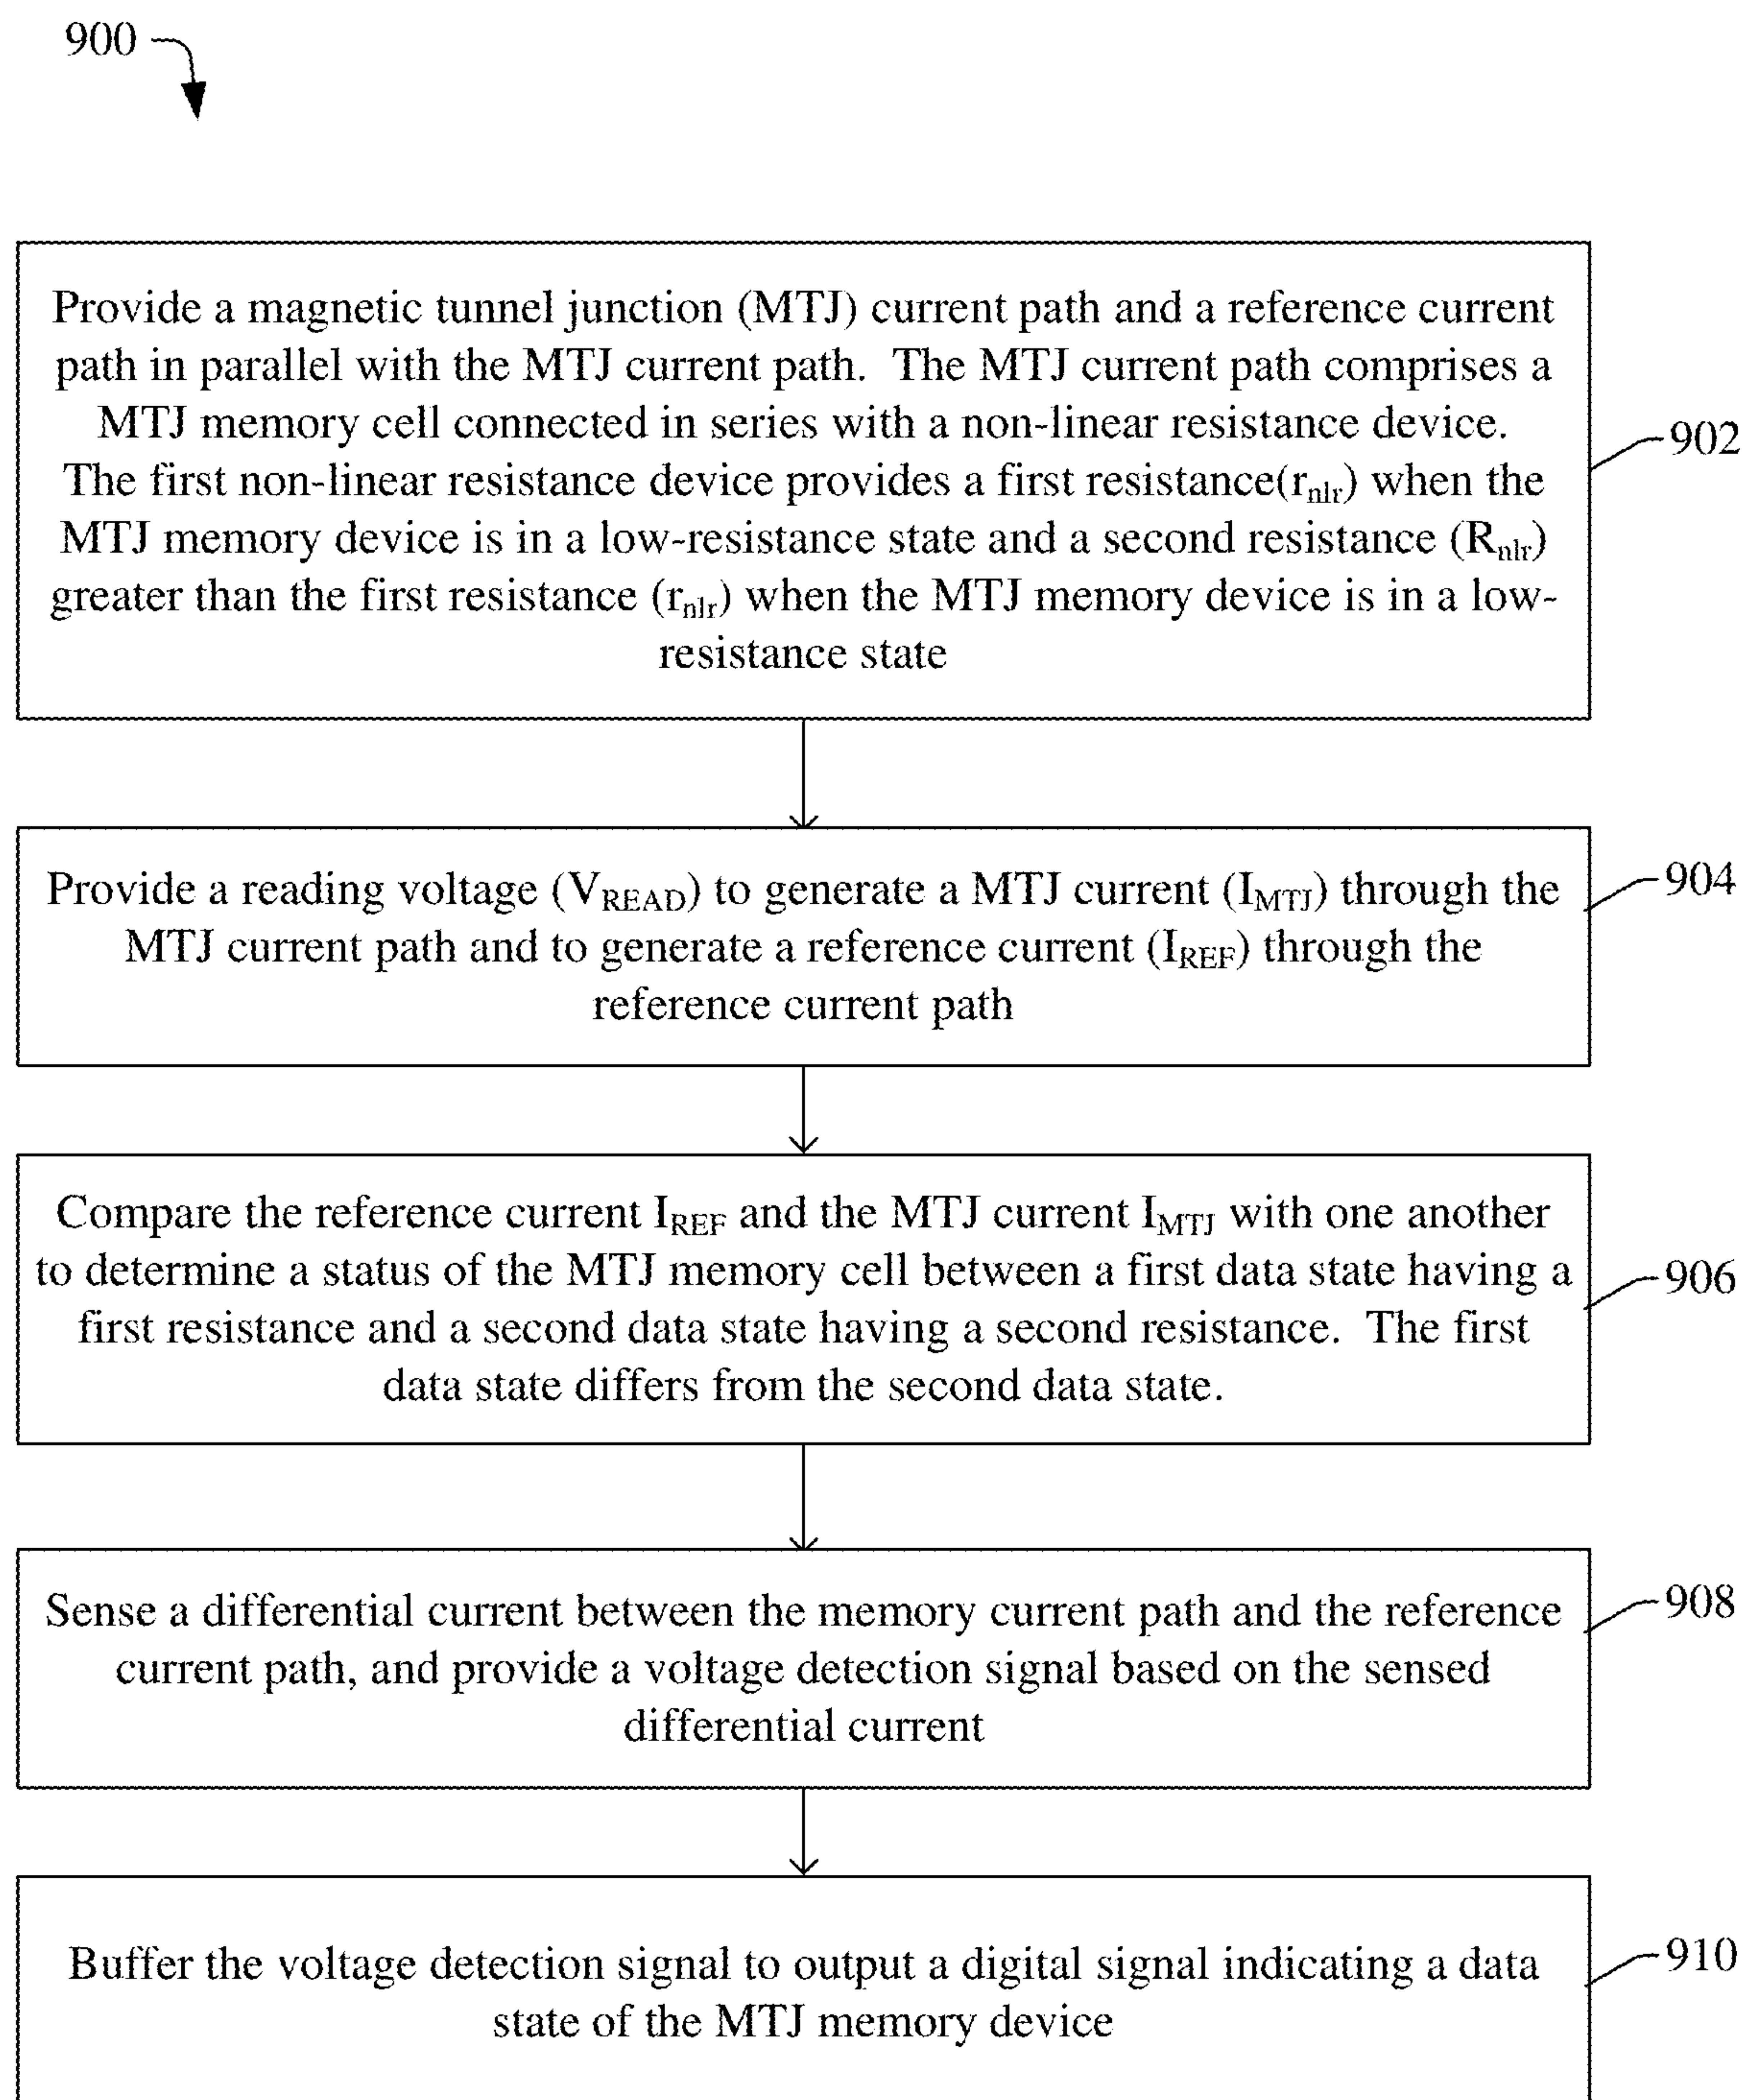 900
Provide a magnetic tunnel junction (MTJ) current path and a reference current
path in parallel with the MTJ current path.  The MTJ current path comprises a
MTJ memory cell connected in series with a non-linear resistance device.
The first non-linear resistance device provides a first resistance(rnlr) when the
MTJ memory device is in a low-resistance state and a second resistance (Rnlr)
greater than the first resistance (rnlr) when the MTJ memory device is in a low-
resistance state
902
Provide a reading voltage (VREAD) to generate a MTJ current (IMTJ) through the
MTJ current path and to generate a reference current (IREF) through the
reference current path
904
Compare the reference current IREF and the MTJ current IMTJ with one another
to determine a status of the MTJ memory cell between a first data state having a
first resistance and a second data state having a second resistance.  The first
data state differs from the second data state.
906
Sense a differential current between the memory current path and the reference
current path, and provide a voltage detection signal based on the sensed
differential current
908
Buffer the voltage detection signal to output a digital signal indicating a data
state of the MTJ memory device
910